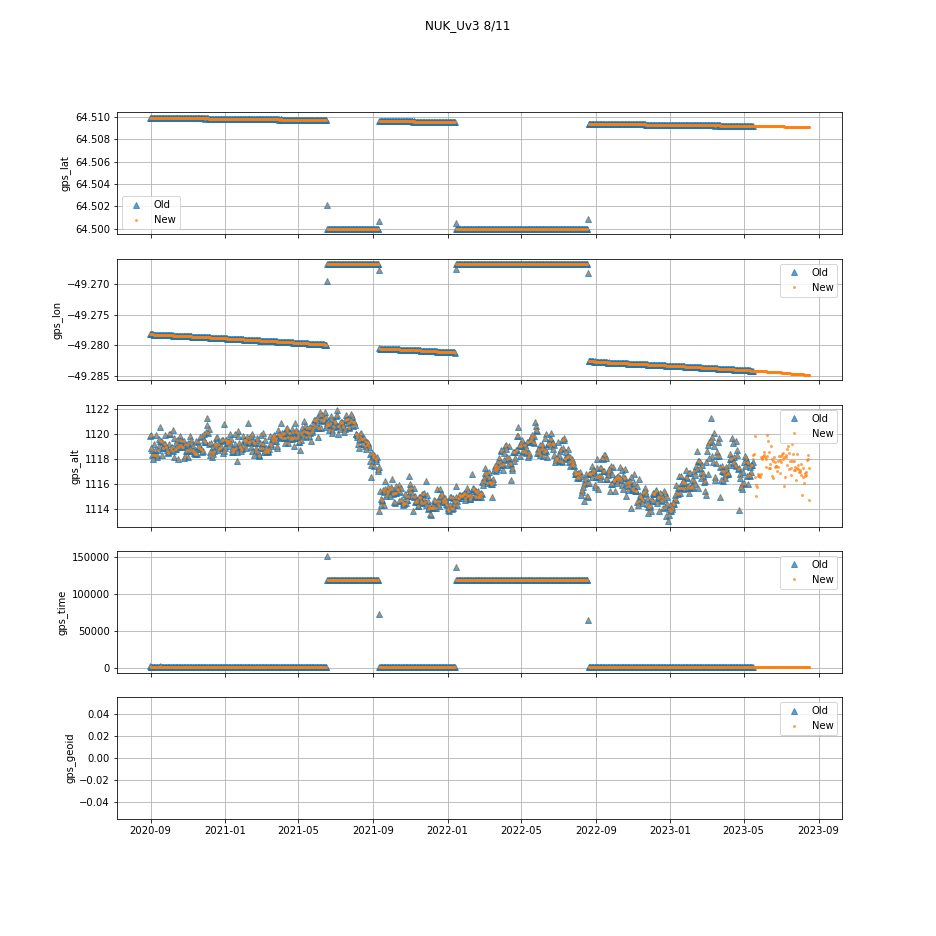 NUK_Uv3 8/11
64.510
64.508
64.506
64.504
64.502
64.500
gps_lat
Old
New
−49.270
−49.275
−49.280
−49.285
gps_lon
Old
New
1122
1120
1118
1116
1114
gps_alt
Old
New
150000
100000
50000
0
gps_time
Old
New
0.04
0.02
0.00
−0.02
−0.04
gps_geoid
Old
New
2020-09 2021-01 2021-05 2021-09 2022-01 2022-05 2022-09 2023-01 2023-05 2023-09